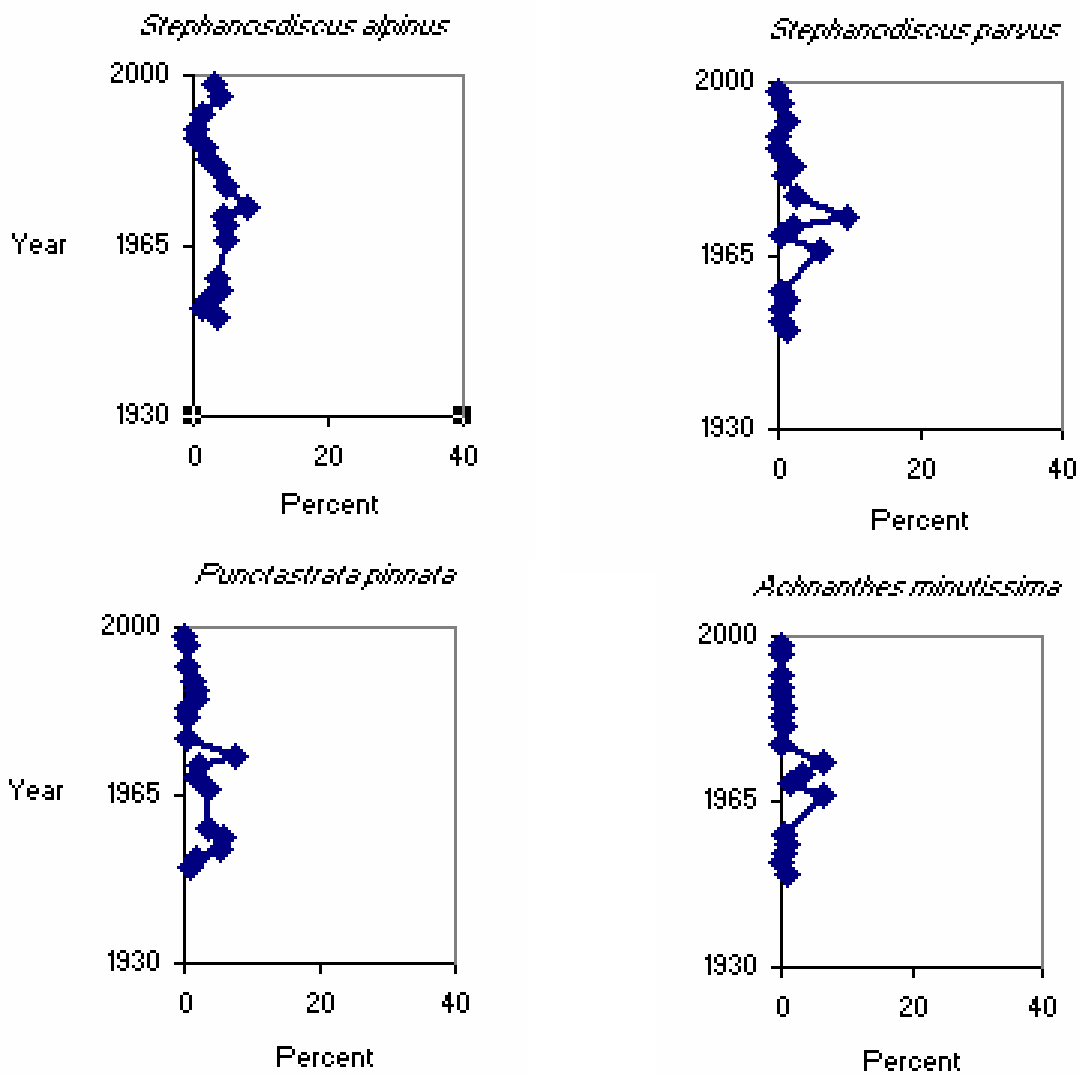 Stephanosdiscus alpinus
2000
Year
1965
1930
0 20 40
Percent
Stephanodiscus parvus
2000
1965
1930
0 20 40
Percent
Punctastrata pinnata
2000
Year
1965
1930
0 20 40
Percent
Achnanthes minutissima
2000
1965
1930
0 20 40
Percent